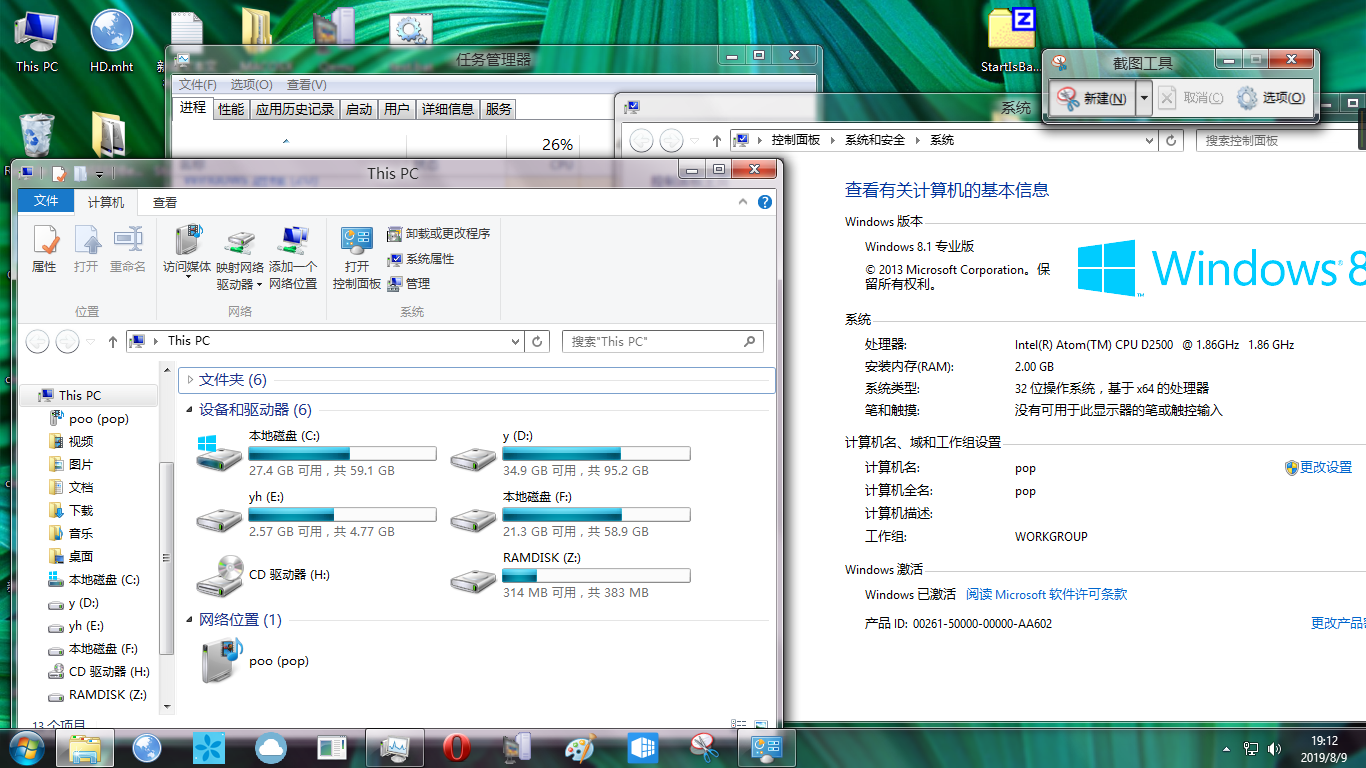 This PC
HD.mht
StartIsBa...
任务管理器
文件(F) 选项(O) 查看(V)
进程 性能 应用历史记录 启动 用户 详细信息 服务
26%
CPU
截图工具
新建(N) 取消(C) 选项(O)
系统
控制面板 系统和安全 系统
搜索控制面板
查看有关计算机的基本信息
Windows 版本
Windows 8.1 专业版
© 2013 Microsoft Corporation。保
留所有权利。
Windows 8
系统
处理器: Intel(R) Atom(TM) CPU D2500 @ 1.86GHz 1.86 GHz
安装内存(RAM): 2.00 GB
系统类型: 32 位操作系统，基于 x64 的处理器
笔和触摸: 没有可用于此显示器的笔或触控输入
计算机名、域和工作组设置
计算机名: pop 更改设置
计算机全名: pop
计算机描述:
工作组: WORKGROUP
Windows 激活
Windows 已激活 阅读 Microsoft 软件许可条款
产品 ID: 00261-50000-00000-AA602 更改产品
This PC
文件 计算机 查看
属性 打开 重命名
位置
访问媒体 映射网络
驱动器 添加一个
网络位置
网络
打开
控制面板
卸载或更改程序
系统属性
管理
系统
This PC
搜索"This PC"
This PC
poo (pop)
视频
图片
文档
下载
音乐
桌面
本地磁盘 (C:)
y (D:)
yh (E:)
本地磁盘 (F:)
CD 驱动器 (H:)
RAMDISK (Z:)
文件夹 (6)
设备和驱动器 (6)
本地磁盘 (C:)
27.4 GB 可用，共 59.1 GB
y (D:)
34.9 GB 可用，共 95.2 GB
yh (E:)
2.57 GB 可用，共 4.77 GB
本地磁盘 (F:)
21.3 GB 可用，共 58.9 GB
CD 驱动器 (H:)
RAMDISK (Z:)
314 MB 可用，共 383 MB
网络位置 (1)
poo (pop)
13 个项目
19:12
2019/8/9